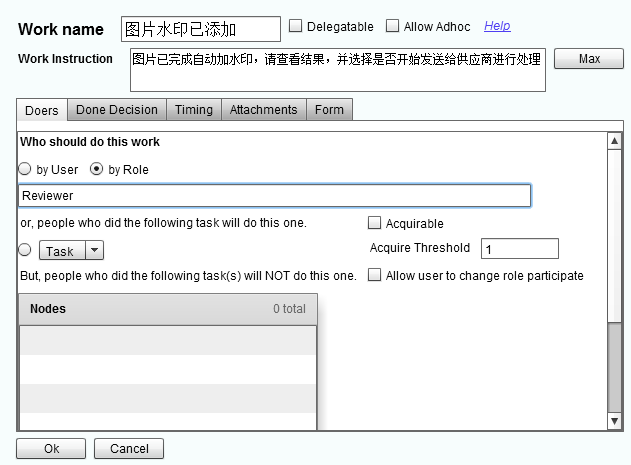 Work name 图片水印已添加 Delegatable Allow Adhoc Help
Work Instruction 图片已完成自动加水印，请查看结果，并选择是否开始发送给供应商进行处理 Max
Doers Done Decision Timing Attachments Form
Who should do this work
by User by Role
Reviewer
or, people who did the following task will do this one. Acquirable
Task Acquire Threshold 1
But, people who did the following task(s) will NOT do this one. Allow user to change role participate
Nodes 0 total
Ok Cancel